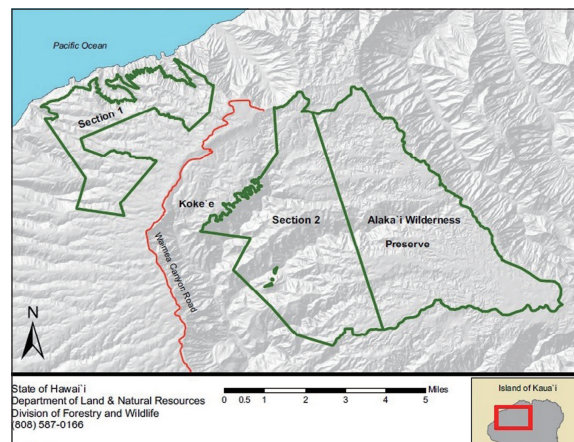 Pacific Ocean
Section 1
Koke`e
Section 2
Alaka`i Wilderness
Preserve
Waimea Canyon Road
N
State of Hawai`i
Department of Land & Natural Resources
Division of Forestry and Wildlife
(808) 587-0166
0 0.5 1 2 3 4 5
Miles
Island of Kaua`i